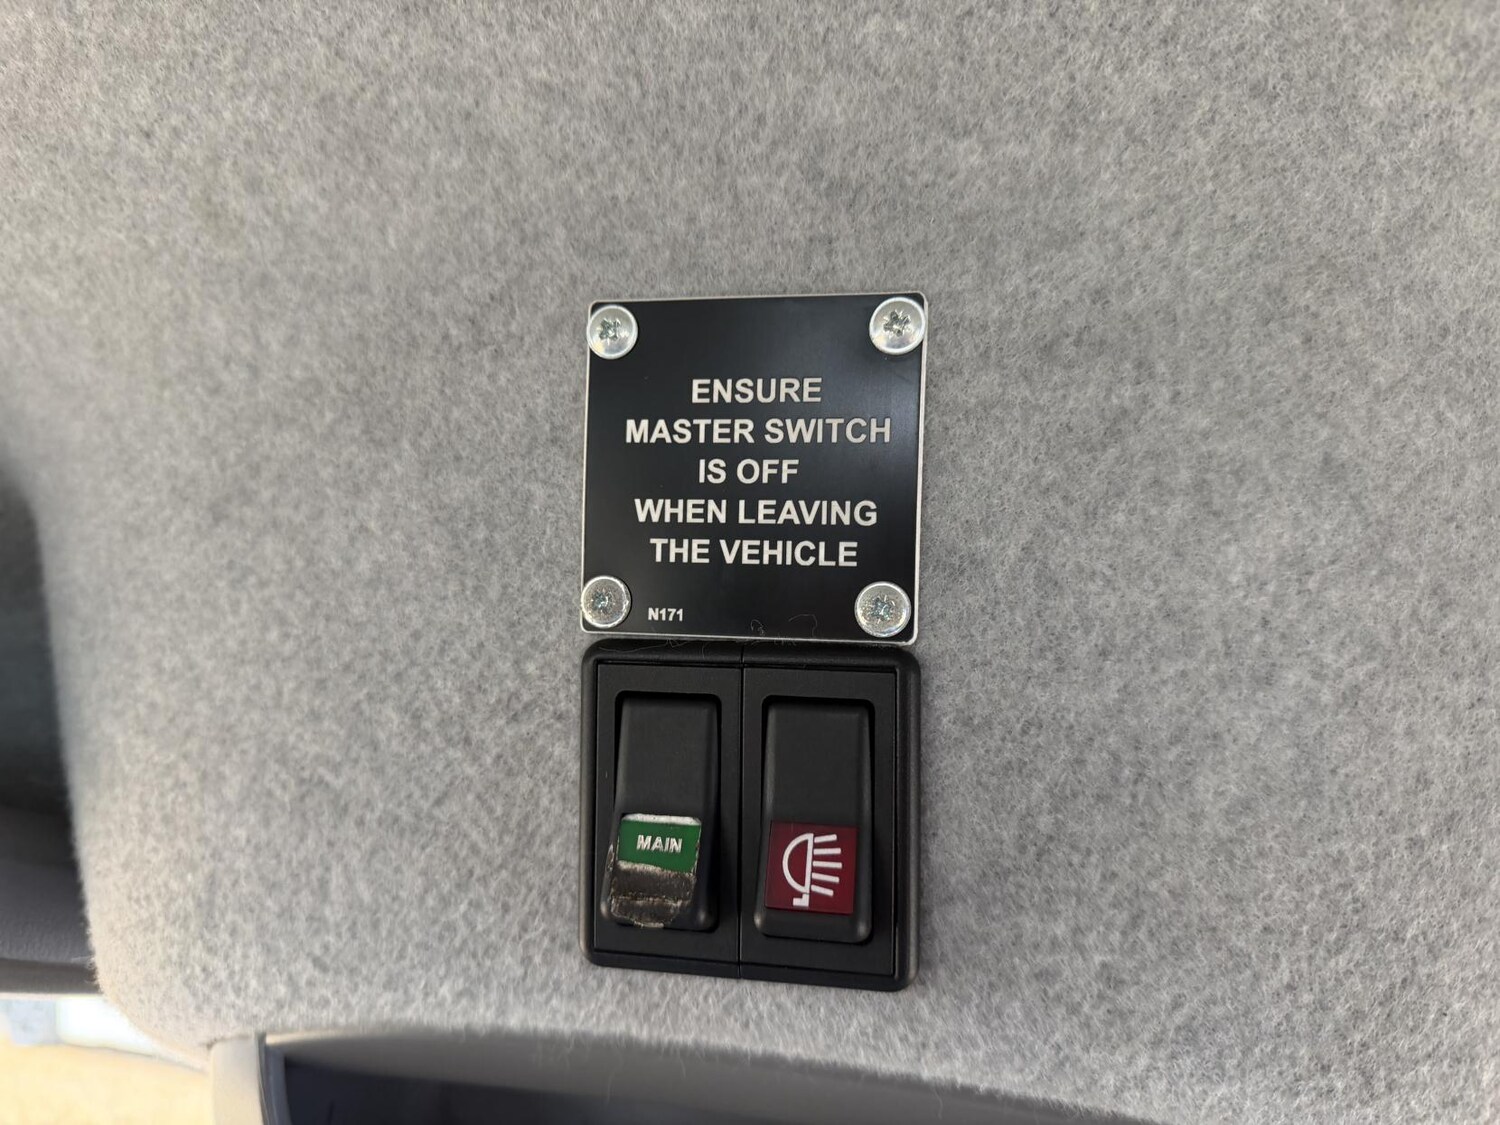 ENSURE
MASTER SWITCH
IS OFF
WHEN LEAVING
THE VEHICLE
N171
MAIN